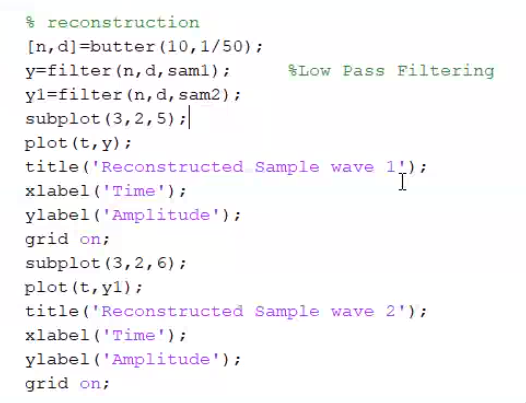 % reconstruction
[n,d]=butter(10,1/50);
y=filter(n,d,sam1);     %Low Pass Filtering
y1=filter(n,d,sam2);
subplot(3,2,5);
plot(t,y);
title('Reconstructed Sample wave 1');
xlabel('Time');
ylabel('Amplitude');
grid on;
subplot(3,2,6);
plot(t,y1);
title('Reconstructed Sample wave 2');
xlabel('Time');
ylabel('Amplitude');
grid on;